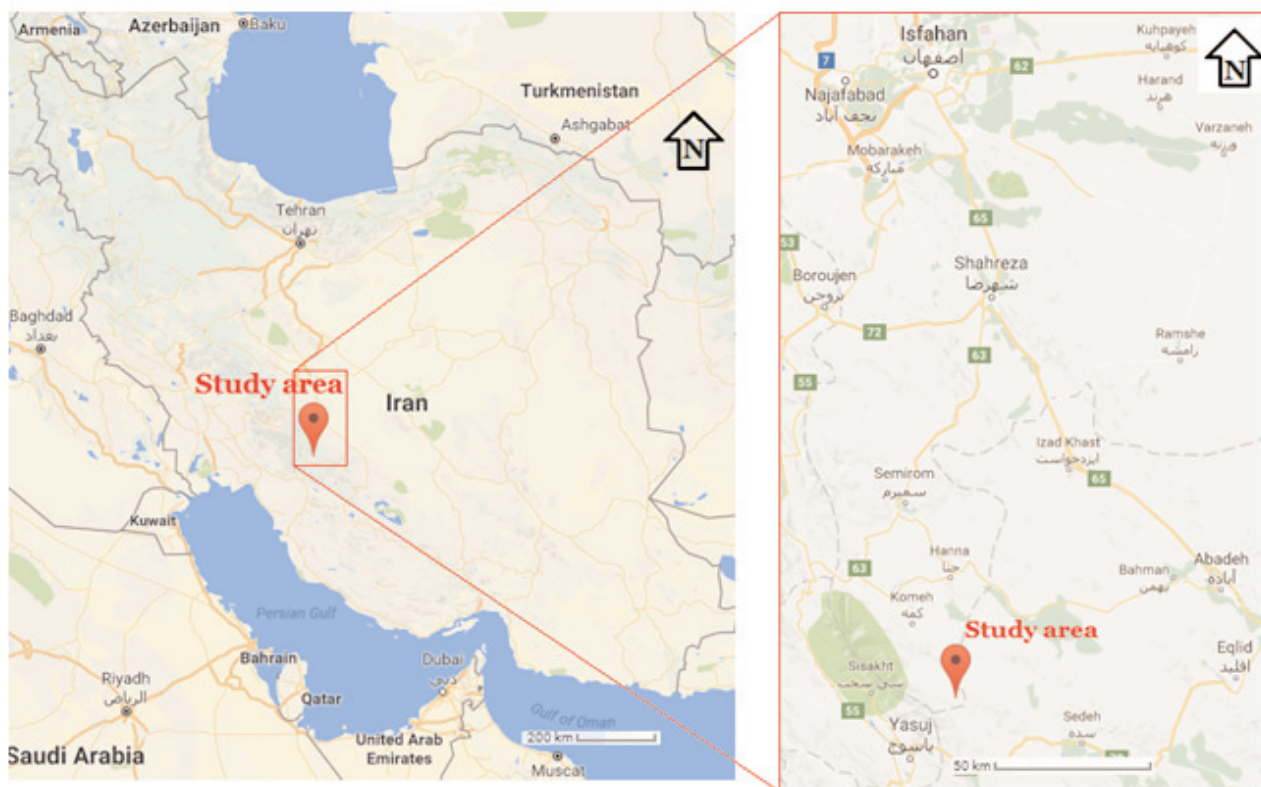 Armenia
Azerbaijan
Baku
Turkmenistan
Ashgabat
N
Tehran
تهران
Baghdad
بغداد
Study area
Iran
Kuwait
Persian Gulf
Bahrain
Qatar
Dubai
دبي
Riyadh
الرياض
Saudi Arabia
United Arab
Emirates
Gulf of Oman
200 km
Muscat
Isfahan
اصفهان
Kuhpayeh
کوهپایه
N
7
62
Najafabad
نجف آباد
Harand
هرند
Varzaneh
ورزنه
Mobarakeh
مبارکه
65
53
Boroujen
بروجن
Shahreza
شهرضا
72
63
Ramshe
رامشه
55
Izad Khast
ایزدخواست
65
Semirom
سمیرم
Hanna
حنا
63
Komeh
کمه
Bahman
بهمن
Abadeh
آباده
Study area
Sisakht
سی سخت
Eqlid
اقلید
55
Yasuj
یاسوج
Sedeh
سده
50 km